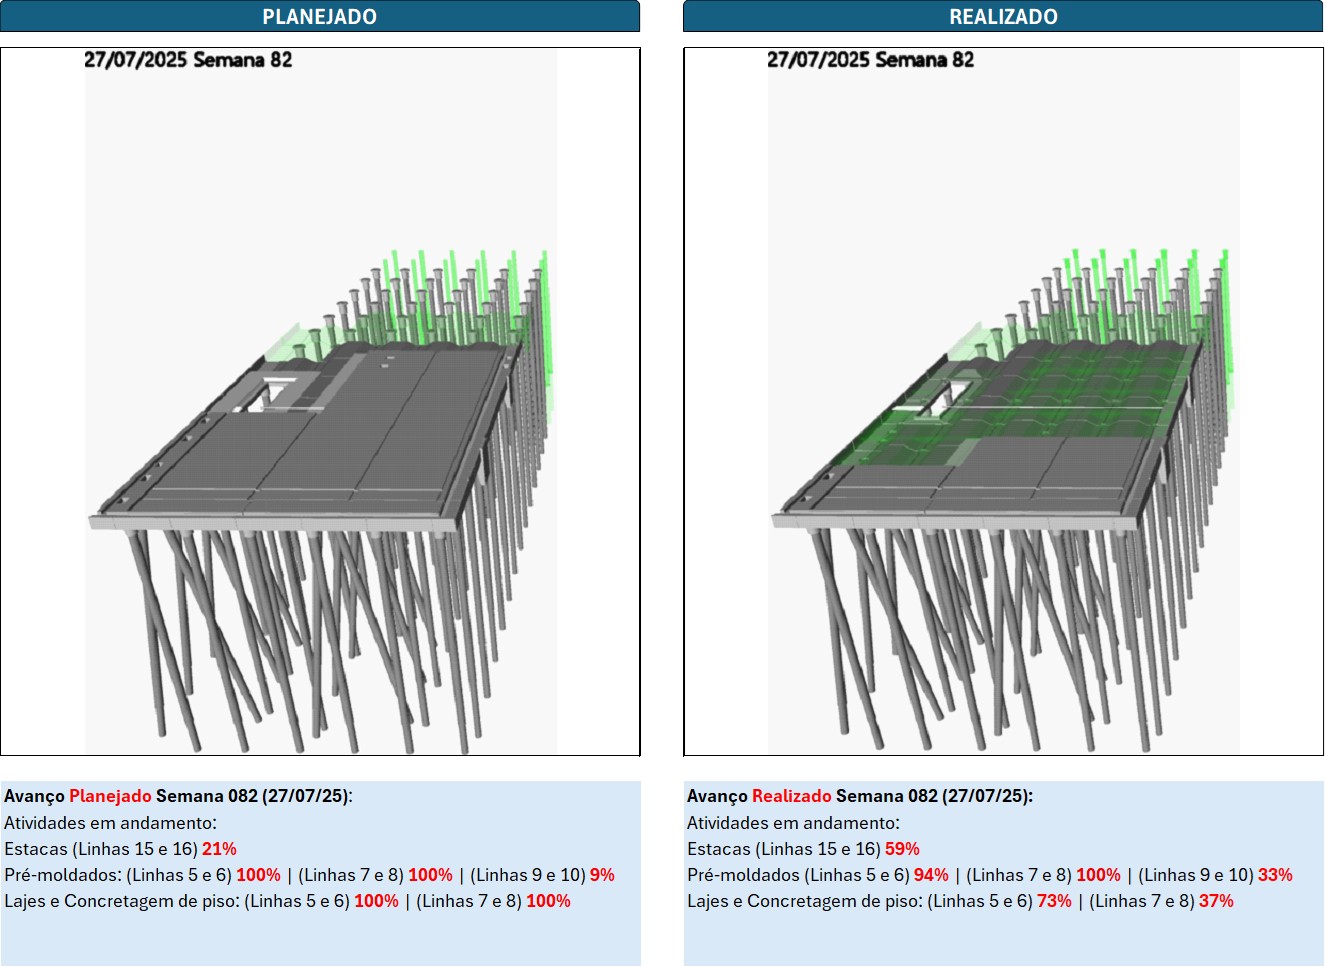 PLANEJADO
27/07/2025 Semana 82
Avanço Planejado Semana 082 (27/07/25):
Atividades em andamento:
Estacas (Linhas 15 e 16) 21%
Pré-moldados: (Linhas 5 e 6) 100% | (Linhas 7 e 8) 100% | (Linhas 9 e 10) 9%
Lajes e Concretagem de piso: (Linhas 5 e 6) 100% | (Linhas 7 e 8) 100%
REALIZADO
27/07/2025 Semana 82
Avanço Realizado Semana 082 (27/07/25):
Atividades em andamento:
Estacas (Linhas 15 e 16) 59%
Pré-moldados (Linhas 5 e 6) 94% | (Linhas 7 e 8) 100% | (Linhas 9 e 10) 33%
Lajes e Concretagem de piso: (Linhas 5 e 6) 73% | (Linhas 7 e 8) 37%